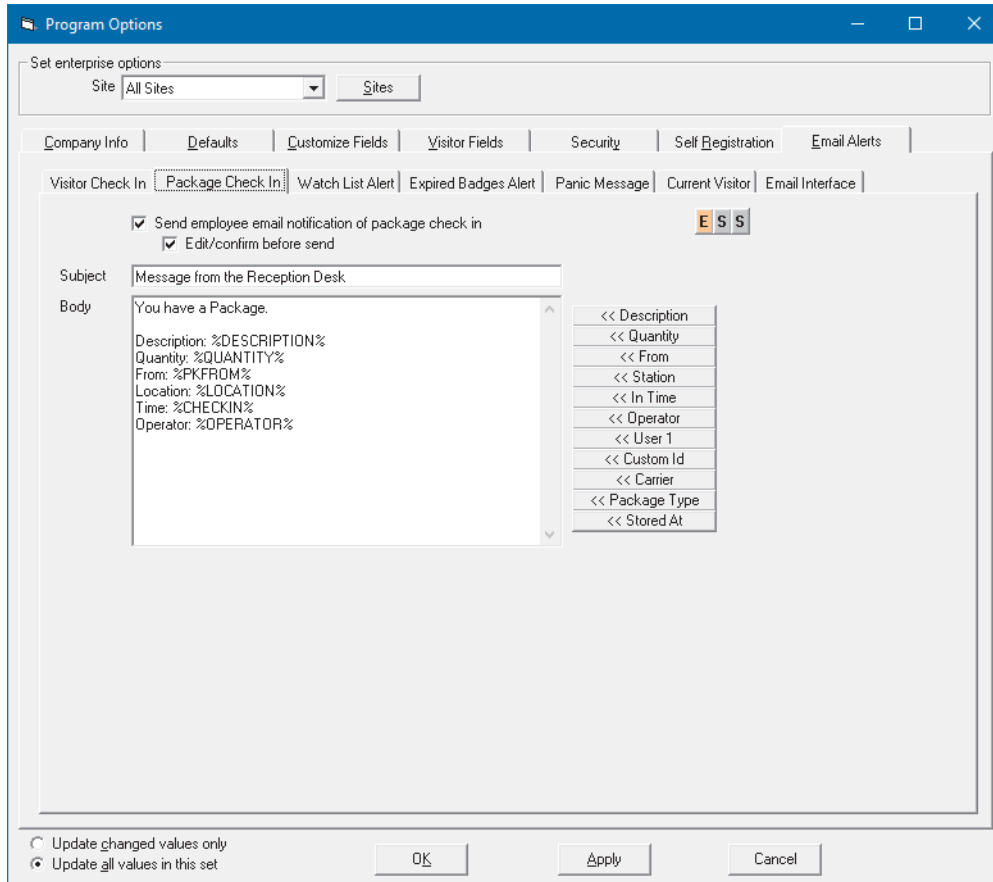 Program Options
Set enterprise options
Site All Sites Sites
Company Info Defaults Customize Fields Visitor Fields Security Self Registration Email Alerts
Visitor Check In Package Check In Watch List Alert Expired Badges Alert Panic Message Current Visitor Email Interface
Send employee email notification of package check in
E S S
Edit/confirm before send
Subject Message from the Reception Desk
Body You have a Package.
Description: %DESCRIPTION%
Quantity: %QUANTITY%
From: %PKFROM%
Location: %LOCATION%
Time: %CHECKIN%
Operator: %OPERATOR%
<< Description
<< Quantity
<< From
<< Station
<< In Time
<< Operator
<< User 1
<< Custom Id
<< Carrier
<< Package Type
<< Stored At
Update changed values only
Update all values in this set
OK Apply Cancel